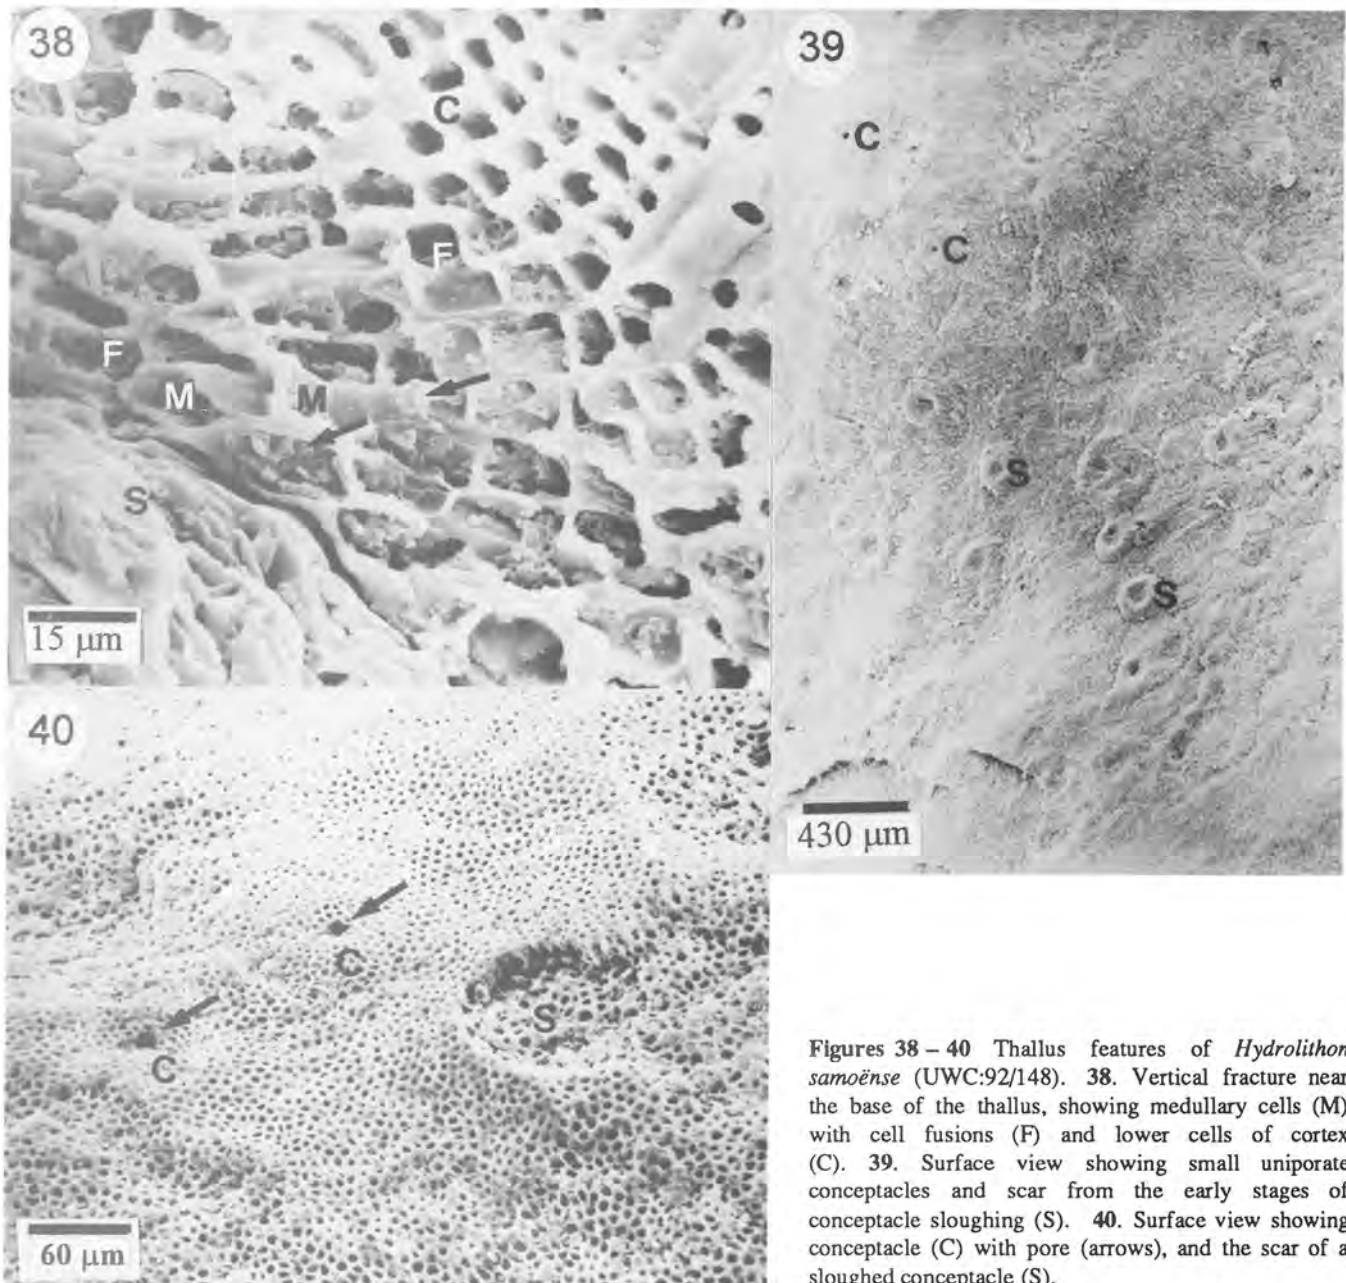 38
C
F
F
M
M
S
15 µm
39
C
C
S
S
430 µm
40
C
C
S
60 µm
Figures 38 – 40 Thallus features of Hydrolithon
samoënse (UWC:92/148). 38. Vertical fracture near
the base of the thallus, showing medullary cells (M)
with cell fusions (F) and lower cells of cortex
(C). 39. Surface view showing small uniporate
conceptacles and scar from the early stages of
conceptacle sloughing (S). 40. Surface view showing
conceptacle (C) with pore (arrows), and the scar of a
sloughed conceptacle (S).